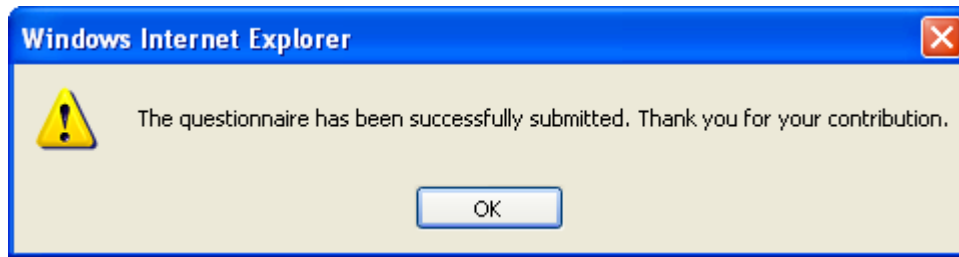 Windows Internet Explorer
The questionnaire has been successfully submitted. Thank you for your contribution.
OK